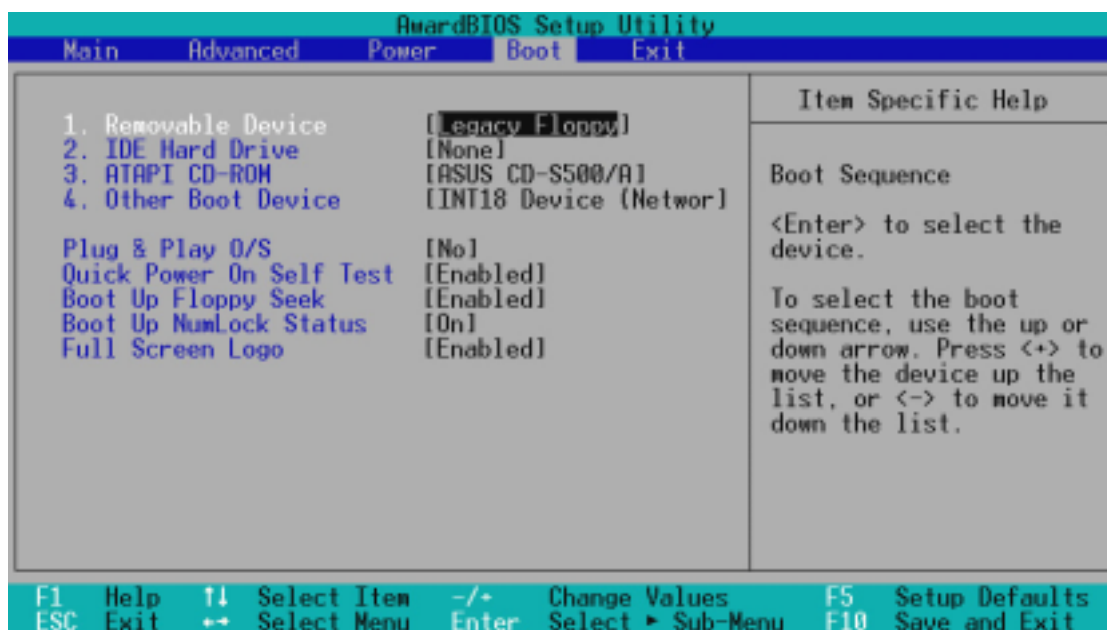 AwardBIOS Setup Utility
Main Advanced Power Boot Exit
1. Removable Device [Legacy Floppy]
2. IDE Hard Drive [None]
3. ATAPI CD-ROM [ASUS CD-S500/A]
4. Other Boot Device [INT18 Device (Networ]
Plug & Play O/S [No]
Quick Power On Self Test [Enabled]
Boot Up Floppy Seek [Enabled]
Boot Up NumLock Status [On]
Full Screen Logo [Enabled]
Item Specific Help
Boot Sequence
<Enter> to select the
device.
To select the boot
sequence, use the up or
down arrow. Press <+> to
move the device up the
list, or <-> to move it
down the list.
F1 Help ↑↓ Select Item -/+ Change Values F5 Setup Defaults
ESC Exit ←→ Select Menu Enter Select ► Sub-Menu F10 Save and Exit